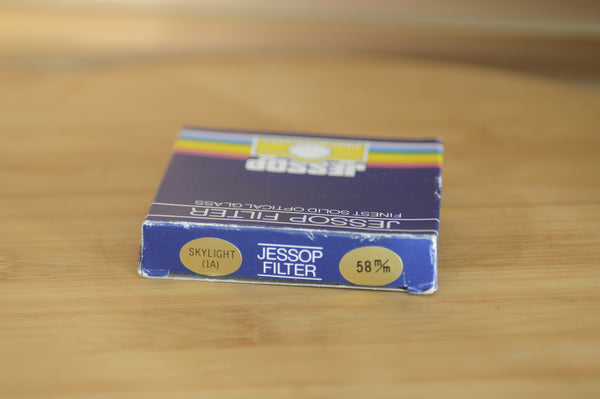 JESSOP
FINEST SOLID OPTICAL GLASS
JESSOP FILTER
SKYLIGHT
(1A)
JESSOP
FILTER
58 m/m